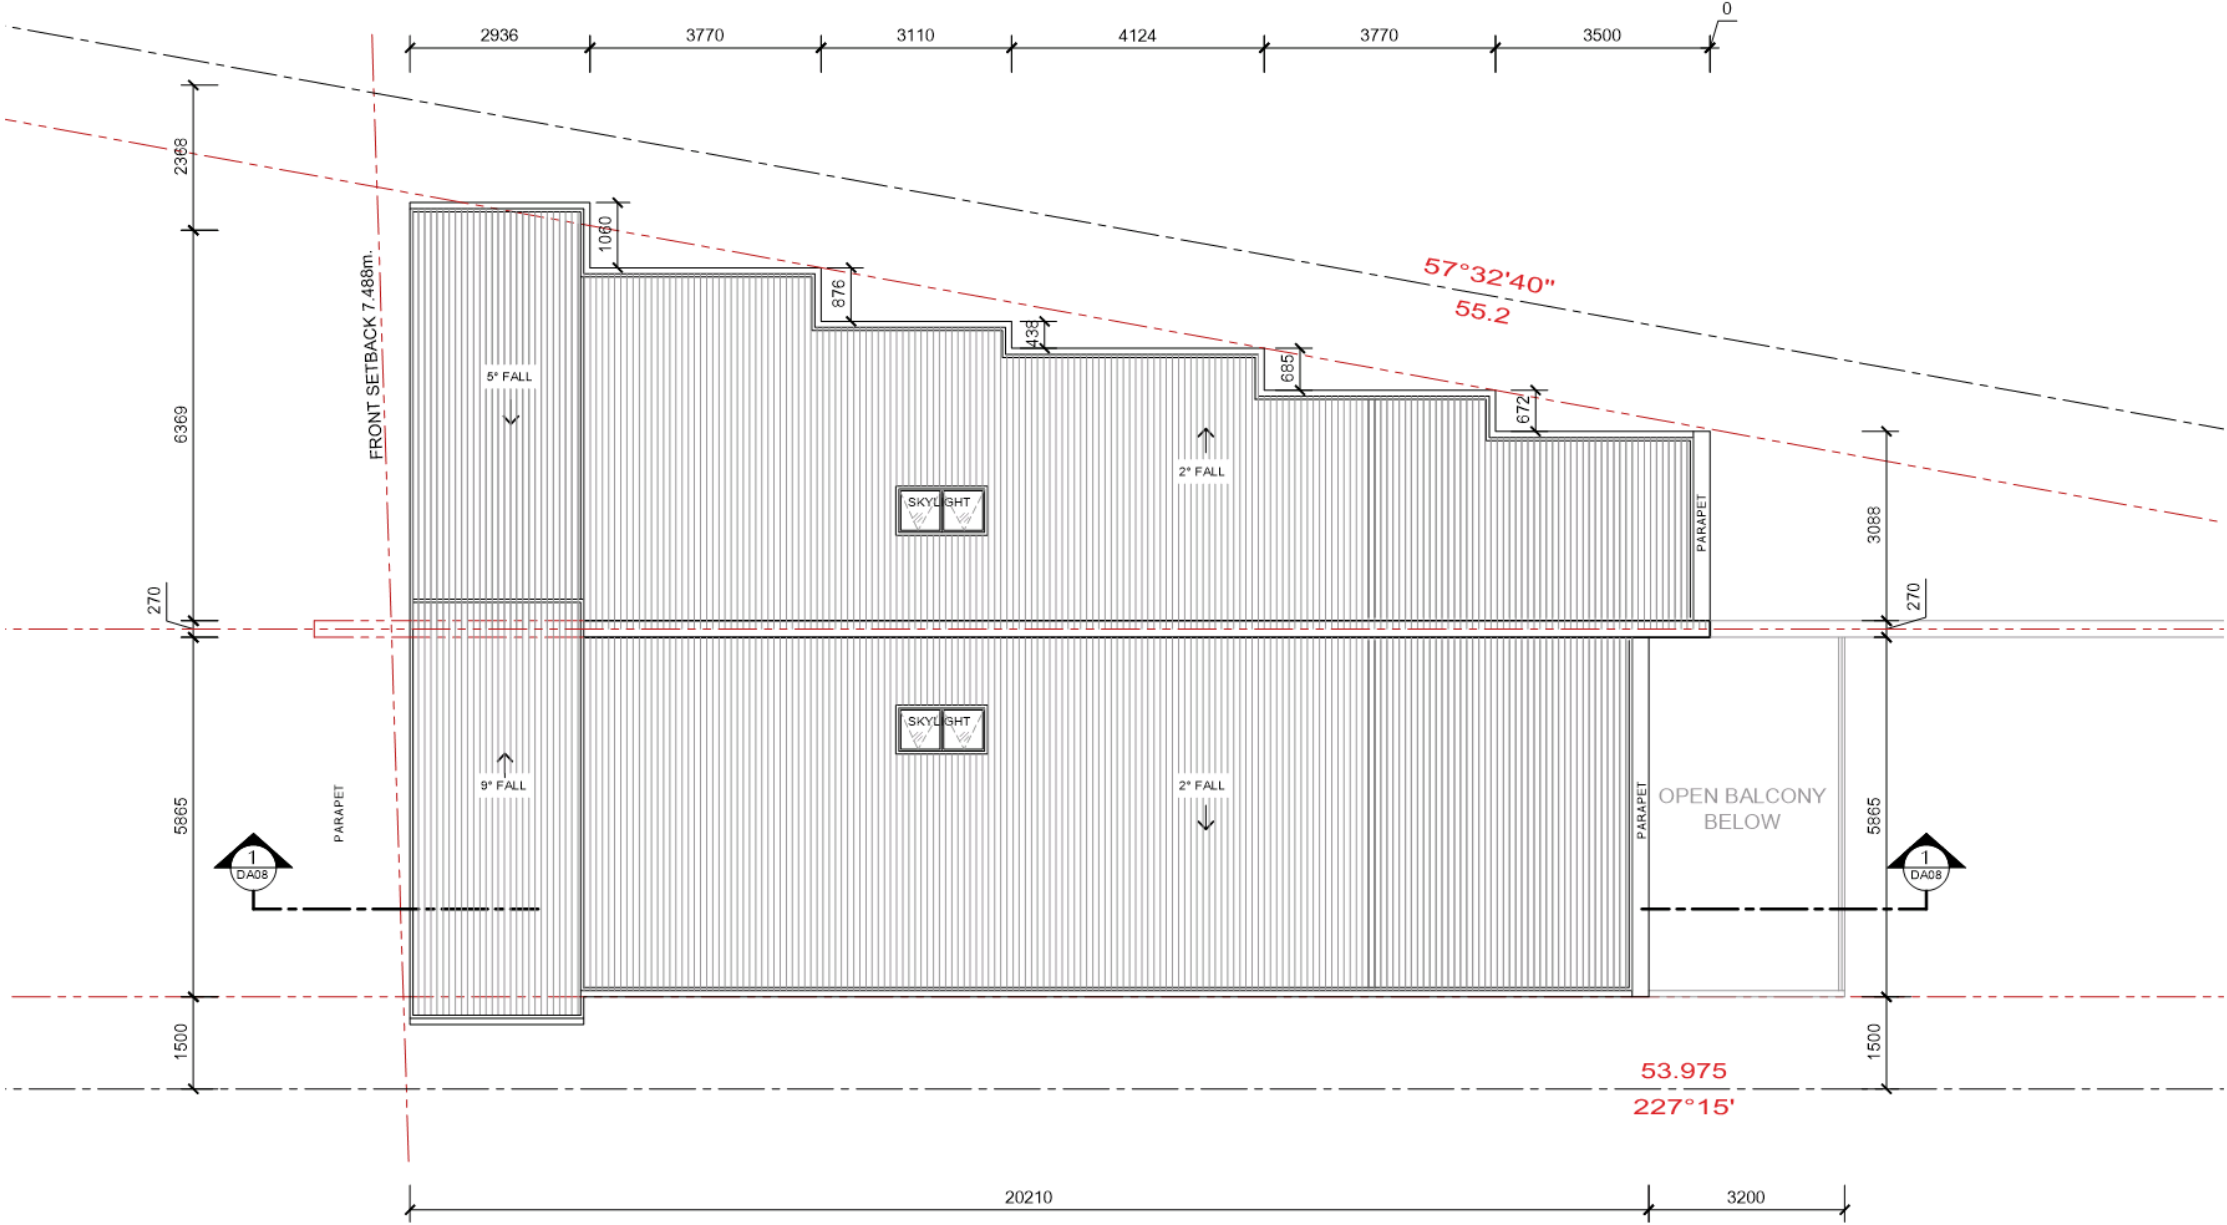 0
2936
3770
3110
4124
3770
3500
2368
1060
FRONT SETBACK 7.488m.
57°32'40"
55.2
876
438
685
672
5° FALL
6369
2° FALL
SKYLIGHT
PARAPET
3088
270
270
SKYLIGHT
9° FALL
2° FALL
PARAPET
5865
PARAPET
OPEN BALCONY
BELOW
5865
1
DA08
1
DA08
1500
1500
53.975
227°15'
20210
3200